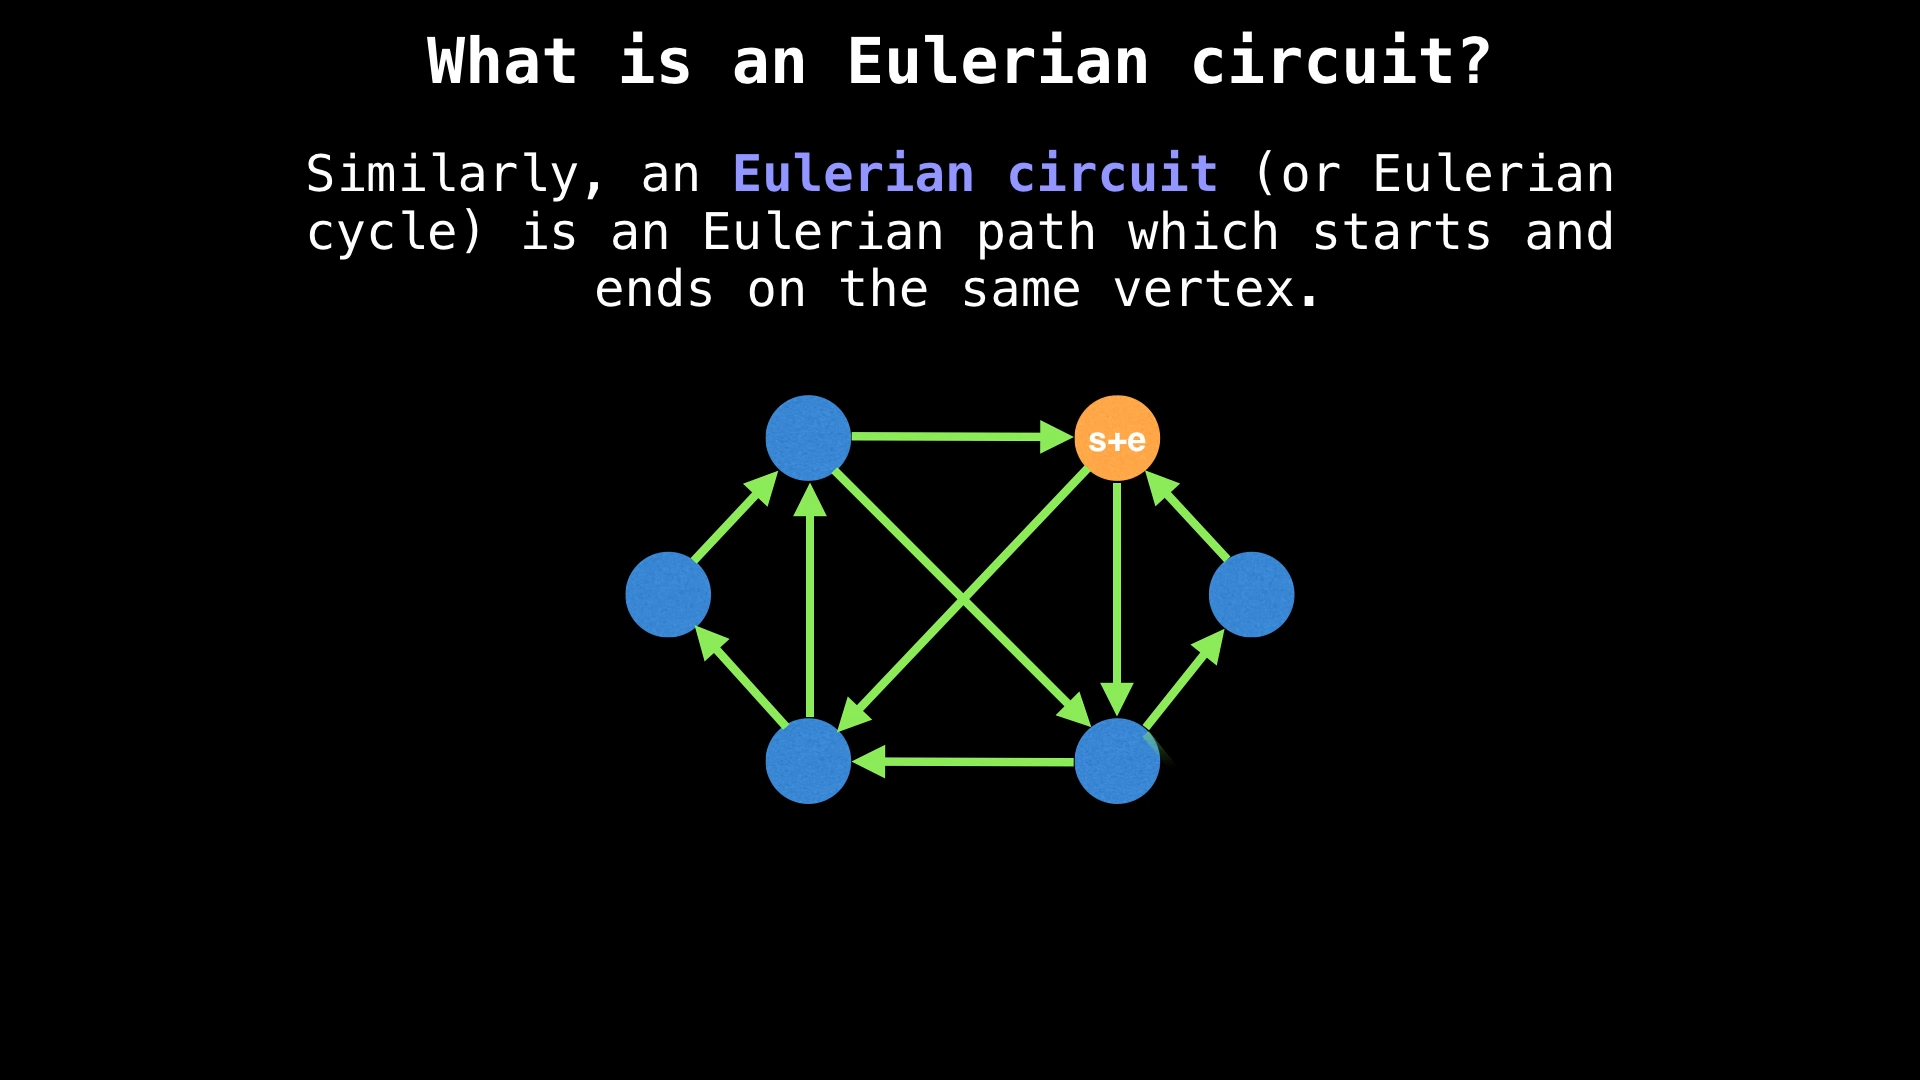 What is an Eulerian circuit?
Similarly, an Eulerian circuit (or Eulerian
cycle) is an Eulerian path which starts and
ends on the same vertex.
s+e